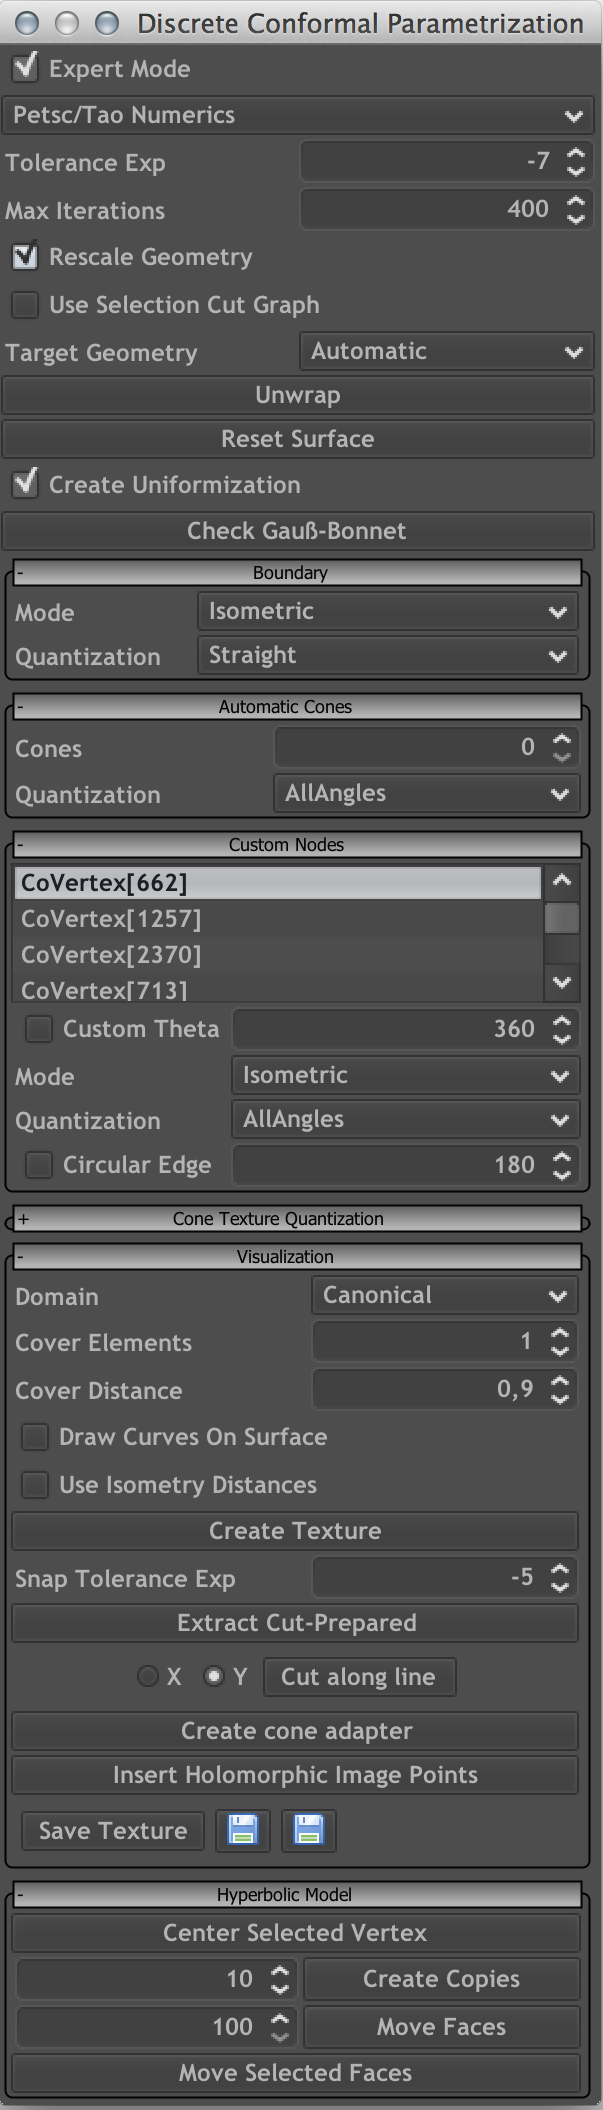 Discrete Conformal Parametrization
Expert Mode
Petsc/Tao Numerics
Tolerance Exp -7
Max Iterations 400
Rescale Geometry
Use Selection Cut Graph
Target Geometry Automatic
Unwrap
Reset Surface
Create Uniformization
Check Gauß-Bonnet
- Boundary
Mode Isometric
Quantization Straight
- Automatic Cones
Cones 0
Quantization AllAngles
- Custom Nodes
CoVertex[662]
CoVertex[1257]
CoVertex[2370]
CoVertex[713]
Custom Theta 360
Mode Isometric
Quantization AllAngles
Circular Edge 180
+ Cone Texture Quantization
- Visualization
Domain Canonical
Cover Elements 1
Cover Distance 0,9
Draw Curves On Surface
Use Isometry Distances
Create Texture
Snap Tolerance Exp -5
Extract Cut-Prepared
X Y Cut along line
Create cone adapter
Insert Holomorphic Image Points
Save Texture
- Hyperbolic Model
Center Selected Vertex
10 Create Copies
100 Move Faces
Move Selected Faces